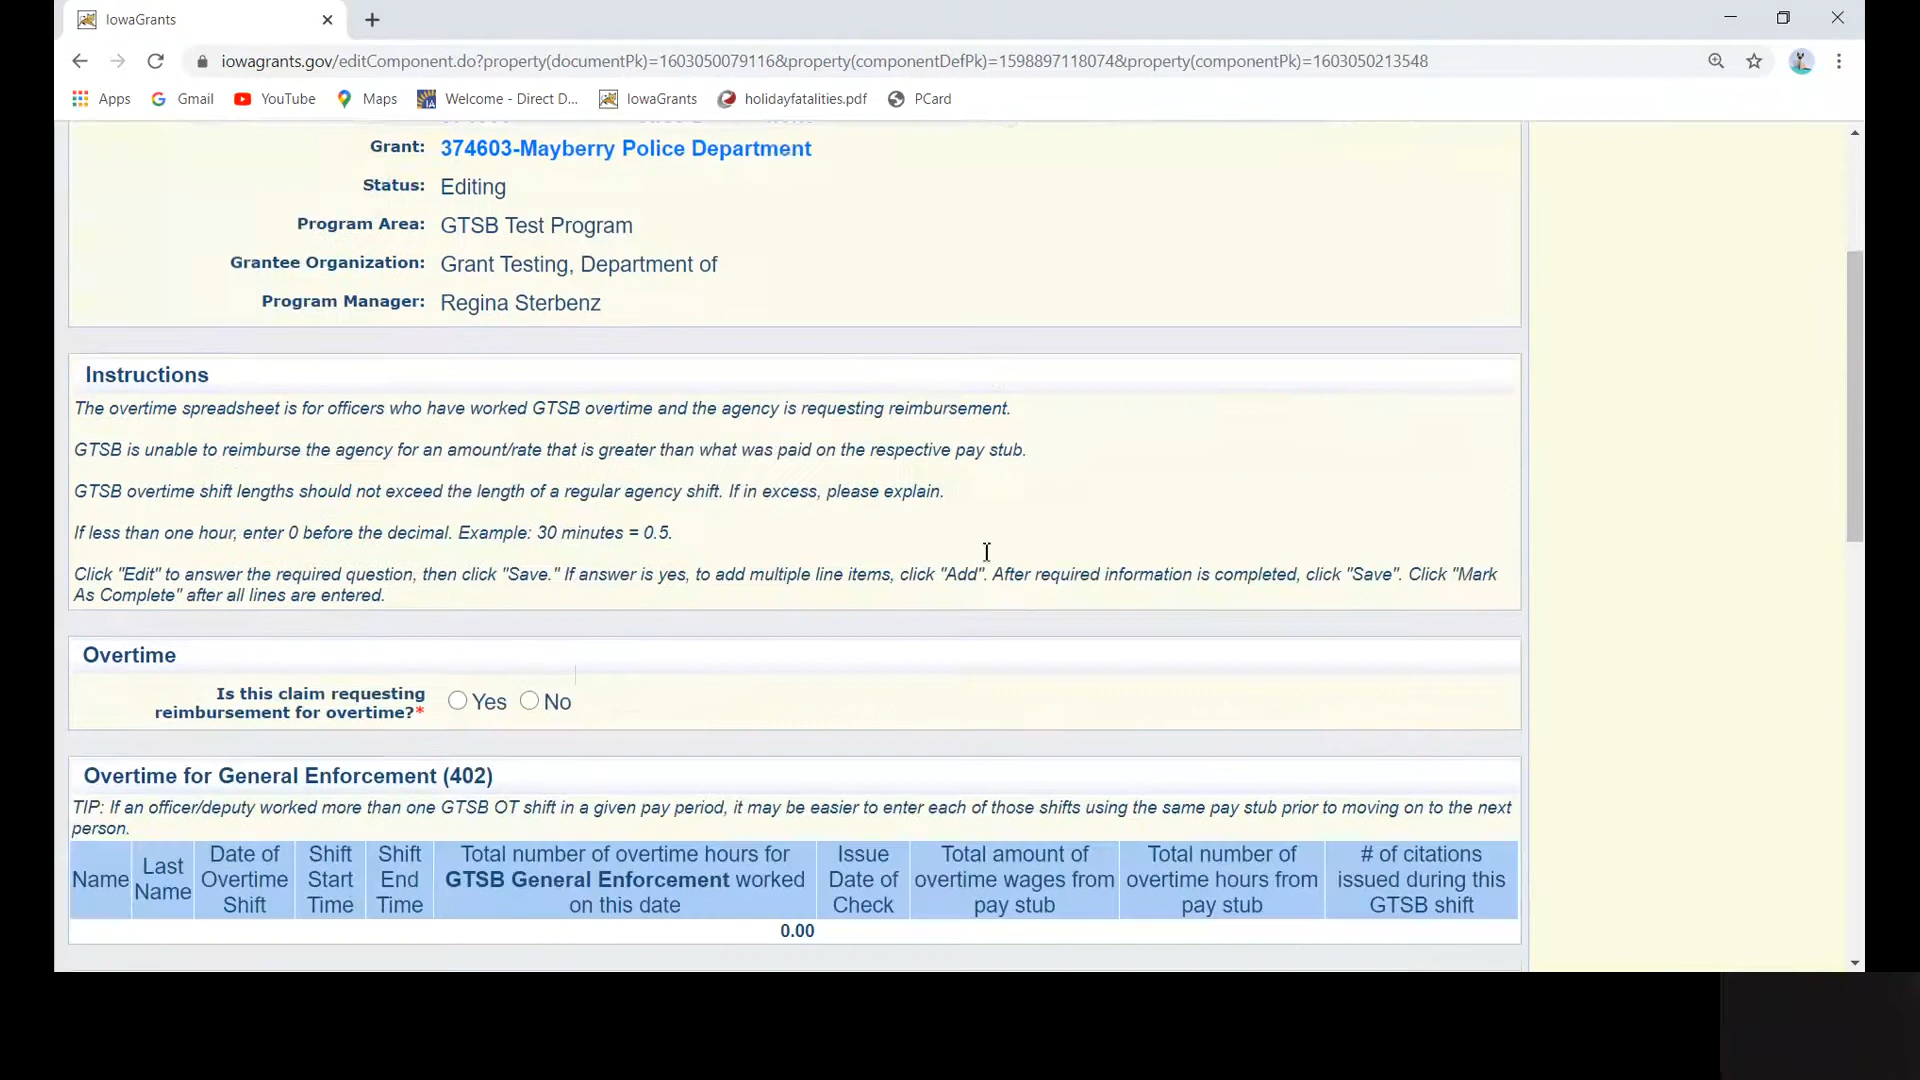 IowaGrants
iowagrants.gov/editComponent.do?property(documentPk)=1603050079116&property(componentDefPk)=1598897118074&property(componentPk)=1603050213548
Apps Gmail YouTube Maps Welcome - Direct D... IowaGrants holidayfatalities.pdf PCard
Grant: 374603-Mayberry Police Department
Status: Editing
Program Area: GTSB Test Program
Grantee Organization: Grant Testing, Department of
Program Manager: Regina Sterbenz
Instructions
The overtime spreadsheet is for officers who have worked GTSB overtime and the agency is requesting reimbursement.
GTSB is unable to reimburse the agency for an amount/rate that is greater than what was paid on the respective pay stub.
GTSB overtime shift lengths should not exceed the length of a regular agency shift. If in excess, please explain.
If less than one hour, enter 0 before the decimal. Example: 30 minutes = 0.5.
Click "Edit" to answer the required question, then click "Save." If answer is yes, to add multiple line items, click "Add". After required information is completed, click "Save". Click "Mark
As Complete" after all lines are entered.
Overtime
Is this claim requesting
reimbursement for overtime?* Yes No
Overtime for General Enforcement (402)
TIP: If an officer/deputy worked more than one GTSB OT shift in a given pay period, it may be easier to enter each of those shifts using the same pay stub prior to moving on to the next
person.
Name
Last
Name
Date of
Overtime
Shift
Shift
Start
Time
Shift
End
Time
Total number of overtime hours for
GTSB General Enforcement worked
on this date
Issue
Date of
Check
Total amount of
overtime wages from
pay stub
Total number of
overtime hours from
pay stub
# of citations
issued during this
GTSB shift
0.00